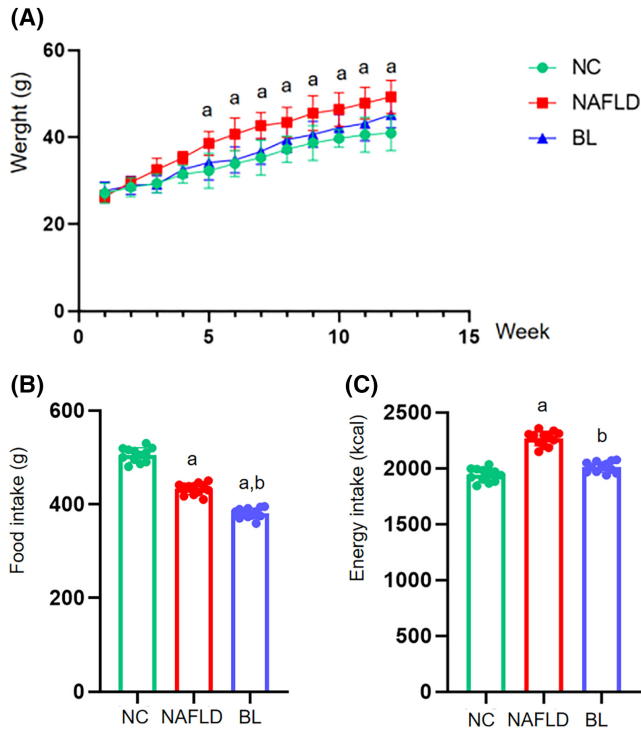 (A)
Werght (g)
60
40
20
0
0
5
10
15
Week
a a a a a a a a
NC
NAFLD
BL
(B)
Food intake (g)
600
400
200
0
a
a,b
NC NAFLD BL
(C)
Energy intake (kcal)
2500
2000
1500
1000
500
0
a
b
NC NAFLD BL